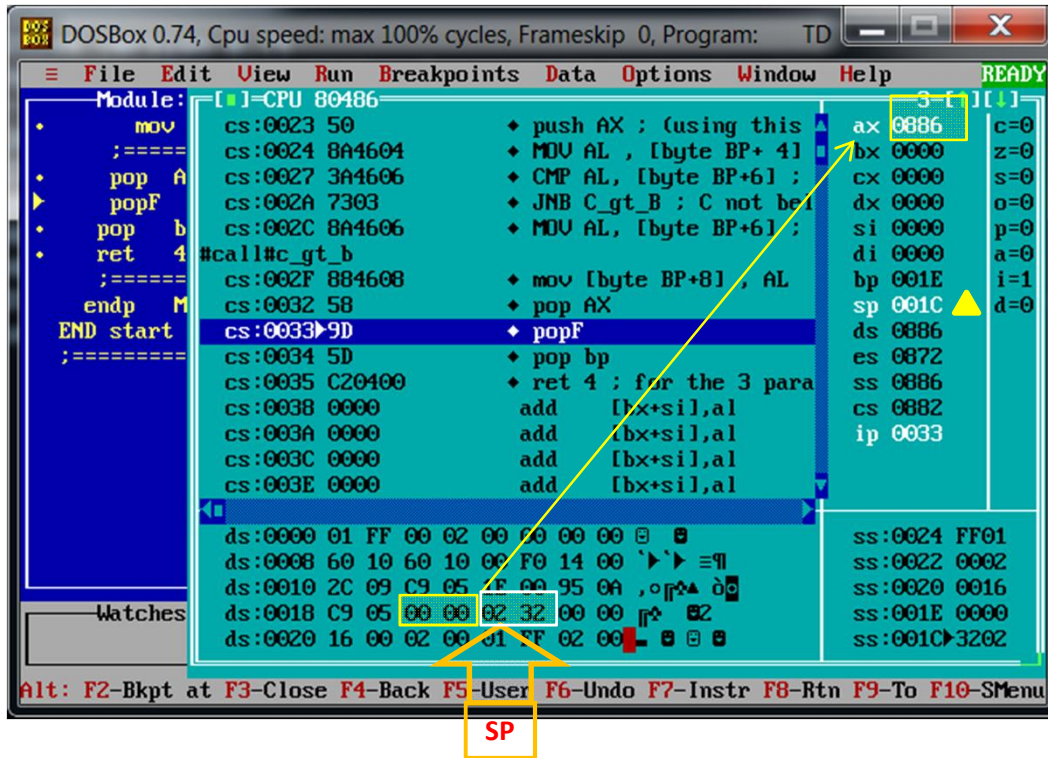 DOSBox 0.74, Cpu speed: max 100% cycles, Frameskip 0, Program: TD
≡ File Edit View Run Breakpoints Data Options Window Help READY
Module: [■]=CPU 80486 3=[↑][↓]
mov cs:0023 50 push AX ; (using this ax 0886 c=0
;===== cs:0024 8A4604 MOV AL , [byte BP+ 4] bx 0000 z=0
pop A cs:0027 3A4606 CMP AL, [byte BP+6] ; cx 0000 s=0
popF cs:002A 7303 JNB C_gt_B ; C not bel dx 0000 o=0
pop b cs:002C 8A4606 MOV AL, [byte BP+6] ; si 0000 p=0
ret 4 #call#c_gt_b di 0000 a=0
;====== cs:002F 884608 mov [byte BP+8] , AL bp 001E i=1
endp M cs:0032 58 pop AX sp 001C d=0
END start cs:0033►9D popF ds 0886
;========= cs:0034 5D pop bp es 0872
cs:0035 C20400 ret 4 ; for the 3 para ss 0886
cs:0038 0000 add [bx+si],al cs 0882
cs:003A 0000 add [bx+si],al ip 0033
cs:003C 0000 add [bx+si],al
cs:003E 0000 add [bx+si],al
ds:0000 01 FF 00 02 00 00 00 00 ss:0024 FF01
ds:0008 60 10 60 10 00 F0 14 00 `►`► ≡¶ ss:0022 0002
ds:0010 2C 09 C9 05 1E 00 95 0A ss:0020 0016
Watches ds:0018 C9 05 00 00 02 32 00 00 ss:001E 0000
ds:0020 16 00 02 00 01 FF 02 00 ss:001C►3202
Alt: F2-Bkpt at F3-Close F4-Back F5-User F6-Undo F7-Instr F8-Rtn F9-To F10-SMenu
SP